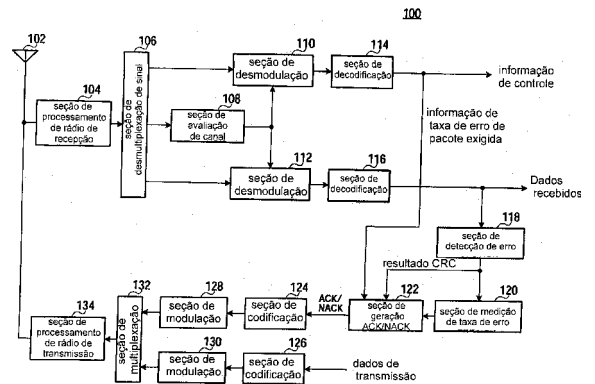 100
102
104
seção de
processamento
de rádio de
recepção
106
seção de
desmultiplexação de sinal
108
seção de
evaliação
de canal
110
seção de
desmodulação
114
seção de
decodificação
informação
de controle
informação de
taxa de erro de
pacote exigida
112
seção de
desmodulação
116
seção de
decodificação
Dados
recebidos
118
seção de
detecção de erro
resultado CRC
120
seção de medição
de taxa de erro
122
seção de
geração
ACK/NACK
ACK/
NACK
124
seção de
codificação
128
seção de
modulação
132
seção de
multiplexação
134
seção de
processamento
de rádio de
transmissão
130
seção de
modulação
126
seção de
codificação
dados de
transmissão